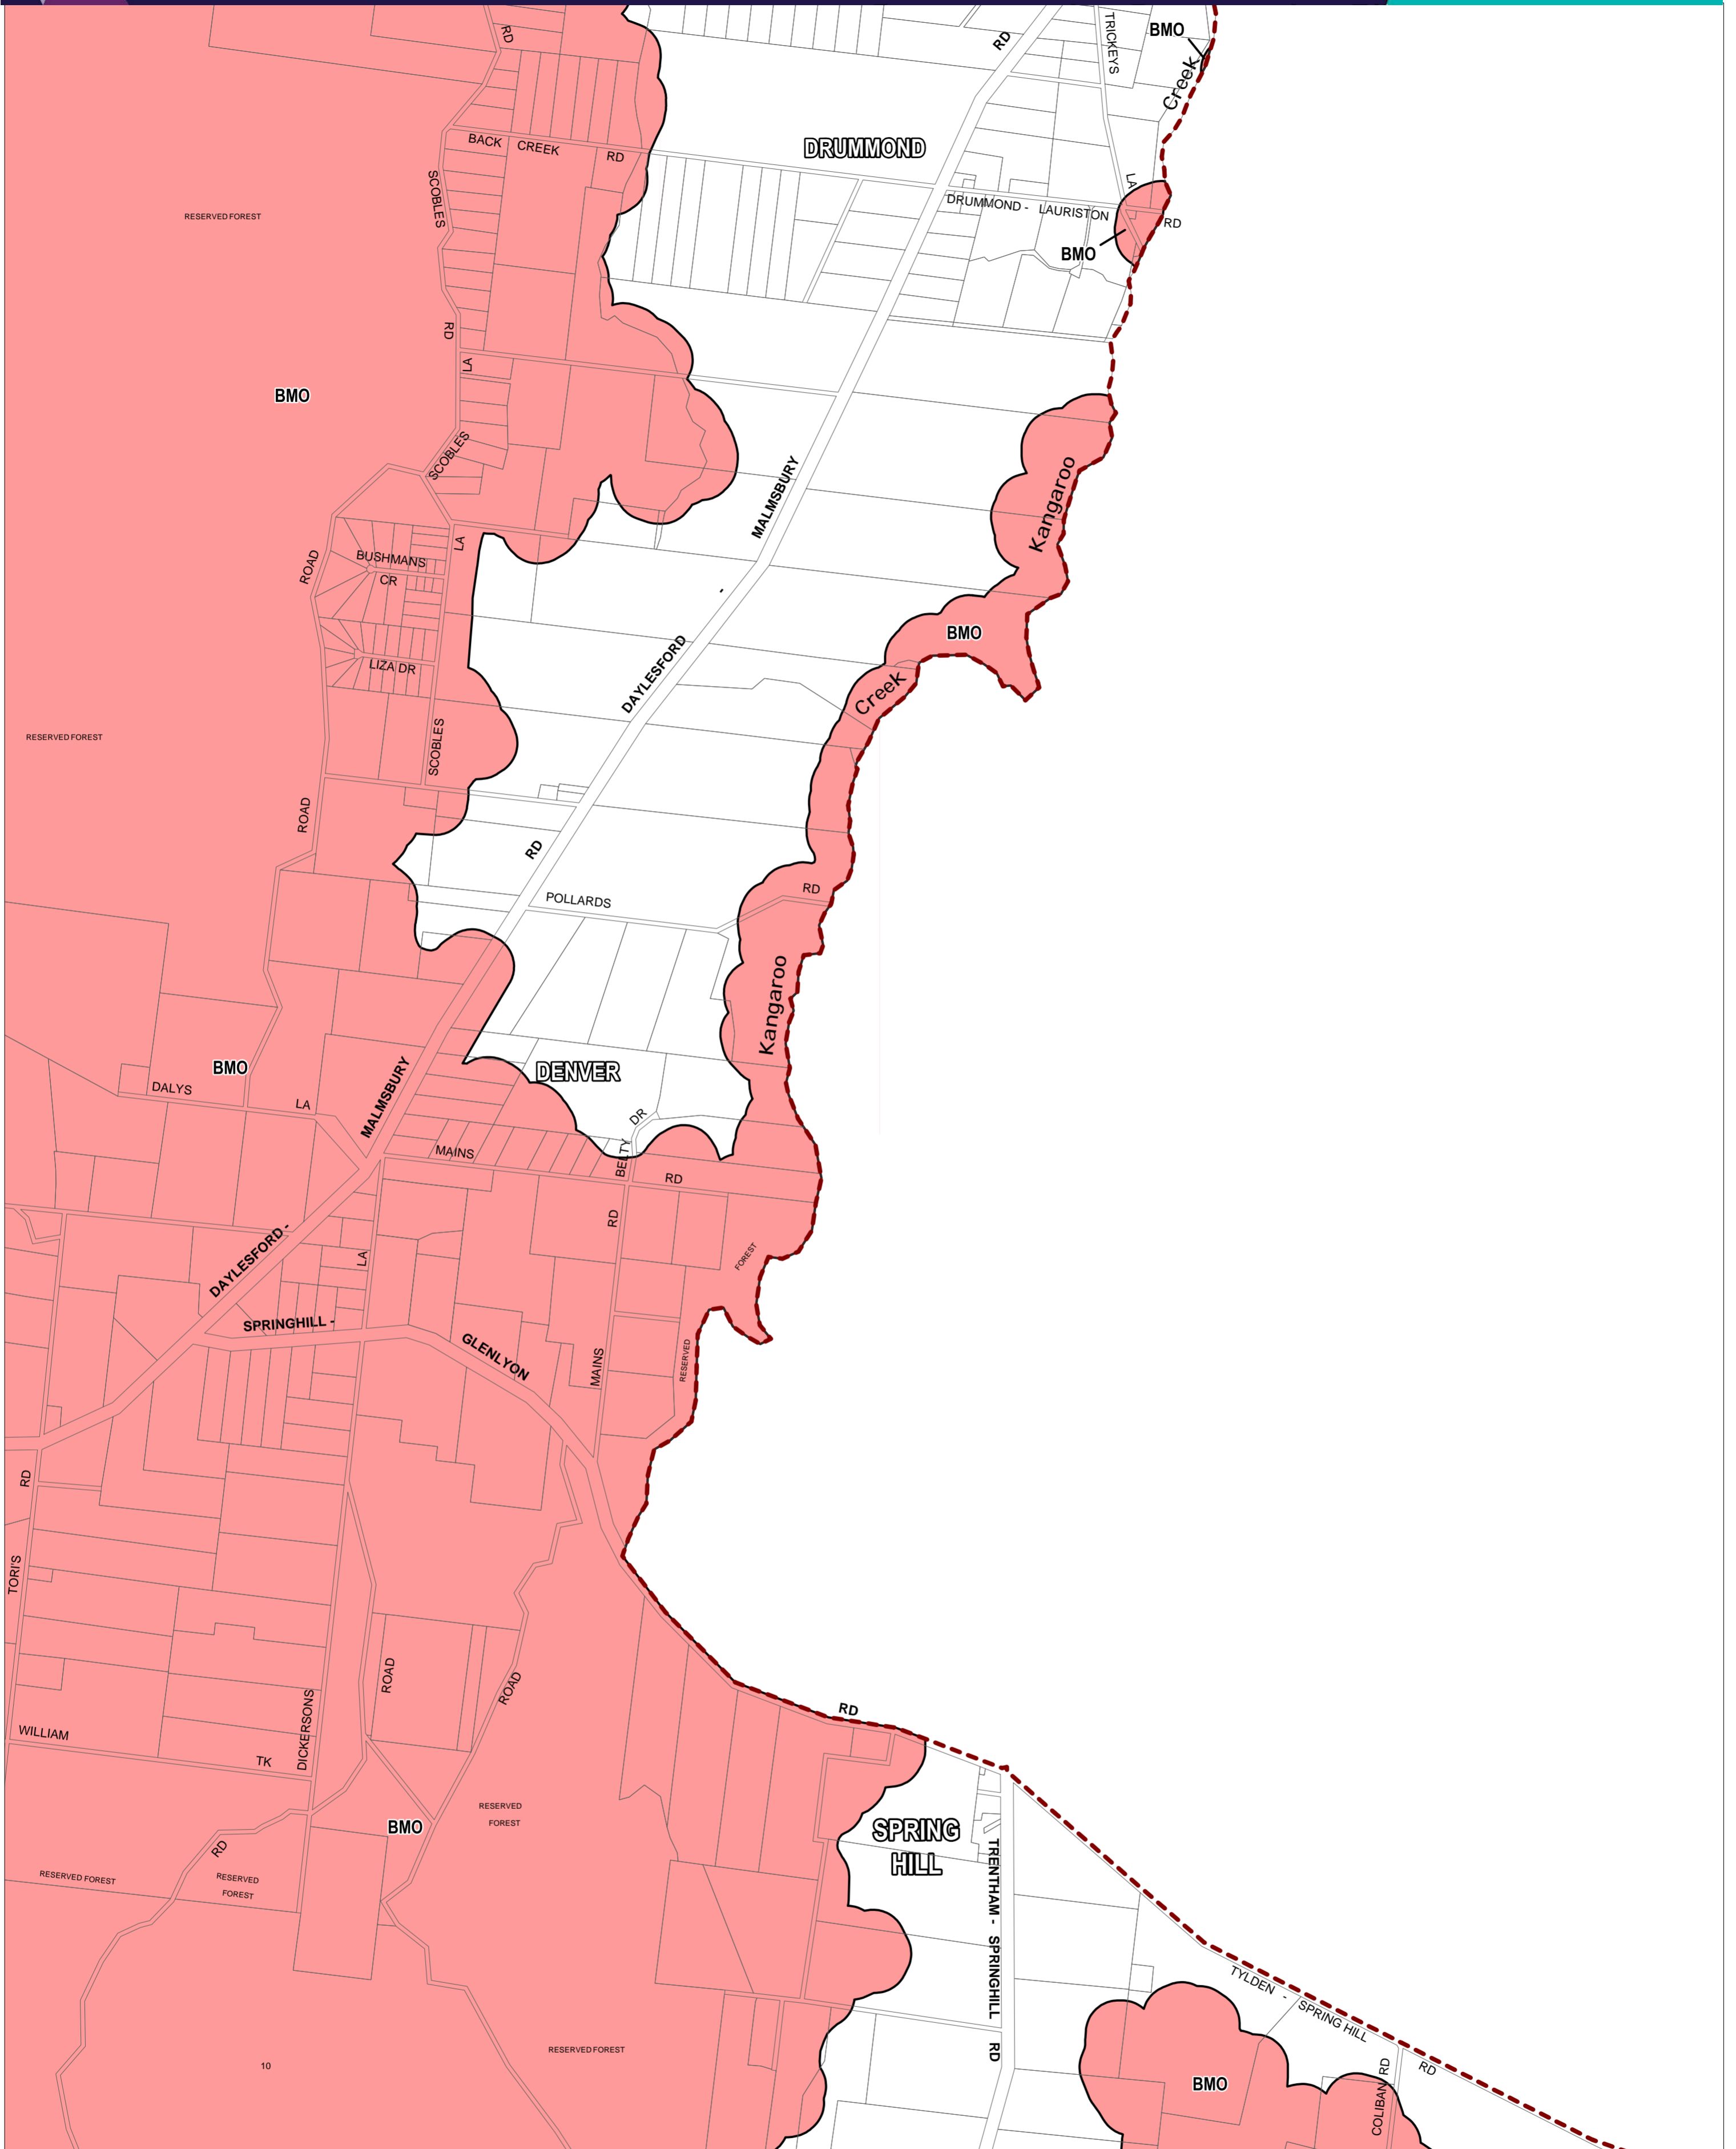 RD
RD
TRICKEYS
BMO
Creek
BACK CREEK RD
DRUMMOND
SCOBLES
LA
DRUMMOND - LAURISTON
RD
RESERVED FOREST
BMO
RD
LA
BMO
SCOBLES
MALMSBURY
Kangaroo
ROAD
BUSHMANS
CR
LA
-
BMO
LIZA DR
DAYLESFORD
Creek
RESERVED FOREST
SCOBLES
ROAD
RD
POLLARDS
RD
Kangaroo
BMO
DENVER
DALYS
LA
MALMSBURY
DR
BELTY
MAINS
RD
RD
DAYLESFORD -
LA
FOREST
SPRINGHILL -
GLENLYON
MAINS
RESERVED
RD
TORI'S
ROAD
ROAD
DICKERSONS
RD
WILLIAM
TK
RESERVED
FOREST
BMO
SPRING
HILL
RD
RESERVED FOREST
RESERVED
FOREST
TRENTHAM - SPRINGHILL RD
TYLDEN - SPRING HILL
RD
RESERVED FOREST
10
BMO
COLIBAN RD